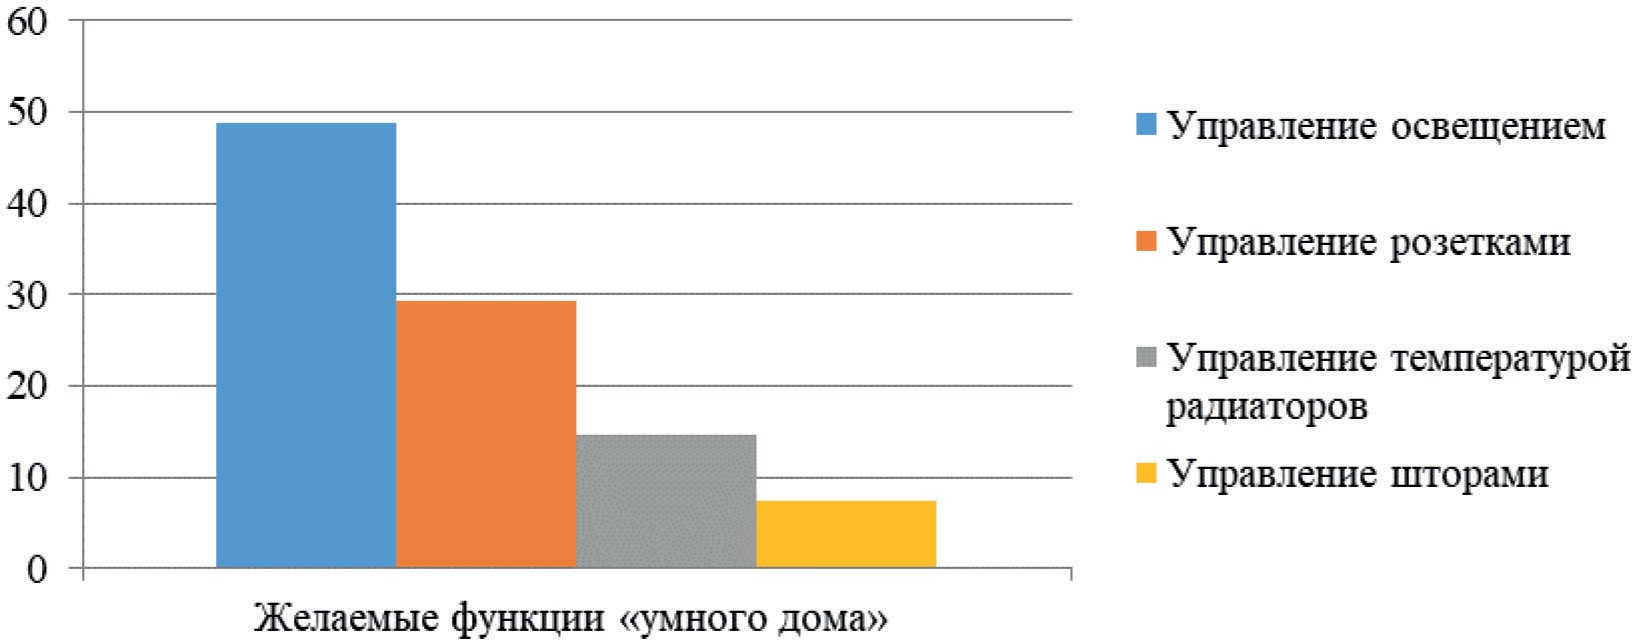 60
50
40
30
20
10
0
Желаемые функции «умного дома»
Управление освещением
Управление розетками
Управление температурой
радиаторов
Управление шторами